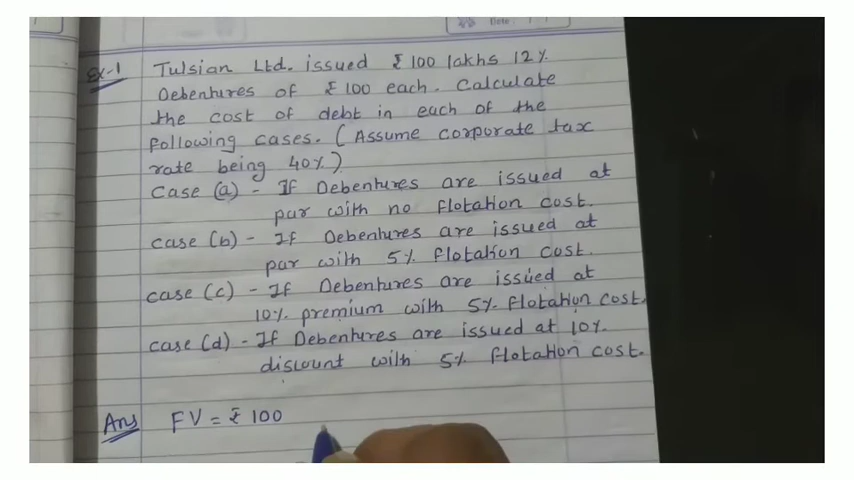 Date :
Ex-1 Tulsian Ltd. issued ₹100 lakhs 12%
Debentures of ₹100 each. Calculate
the cost of debt in each of the
following cases. (Assume corporate tax
rate being 40%)
Case (a) - If Debentures are issued at
par with no flotation cost.
case (b) - If Debentures are issued at
par with 5% flotation cost.
case (c) - If Debentures are issued at
10% premium with 5% flotation cost.
case (d) - If Debentures are issued at 10%
discount with 5% flotation cost.
Ans FV = ₹ 100